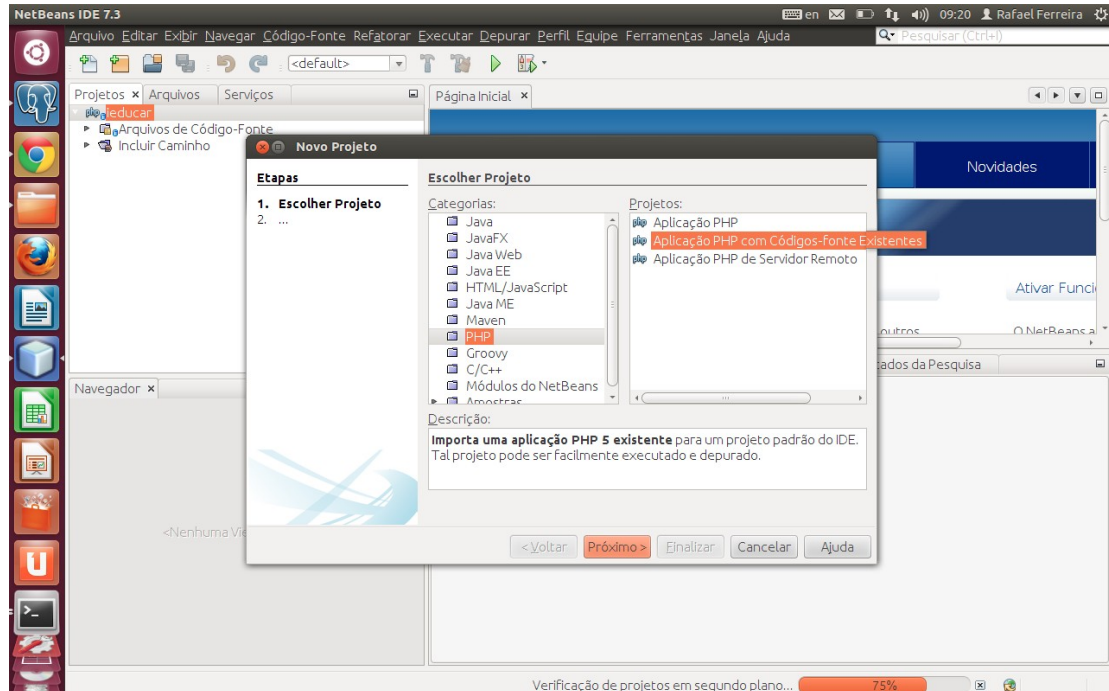 NetBeans IDE 7.3
en
09:20
Rafael Ferreira
Arquivo Editar Exibir Navegar Código-Fonte Refatorar Executar Depurar Perfil Equipe Ferramentas Janela Ajuda
Pesquisar (Ctrl+I)
<default>
Projetos
Arquivos
Serviços
Página Inicial
ieducar
Arquivos de Código-Fonte
Incluir Caminho
Novidades
Ativar Funci
outros
O NetBeans a
ados da Pesquisa
Novo Projeto
Etapas
1. Escolher Projeto
2. ...
Escolher Projeto
Categorias:
Java
JavaFX
Java Web
Java EE
HTML/JavaScript
Java ME
Maven
PHP
Groovy
C/C++
Módulos do NetBeans
Amostras
Projetos:
Aplicação PHP
Aplicação PHP com Códigos-fonte Existentes
Aplicação PHP de Servidor Remoto
Descrição:
Importa uma aplicação PHP 5 existente para um projeto padrão do IDE.
Tal projeto pode ser facilmente executado e depurado.
< Voltar
Próximo >
Finalizar
Cancelar
Ajuda
Navegador
<Nenhuma Vi
Verificação de projetos em segundo plano...
75%